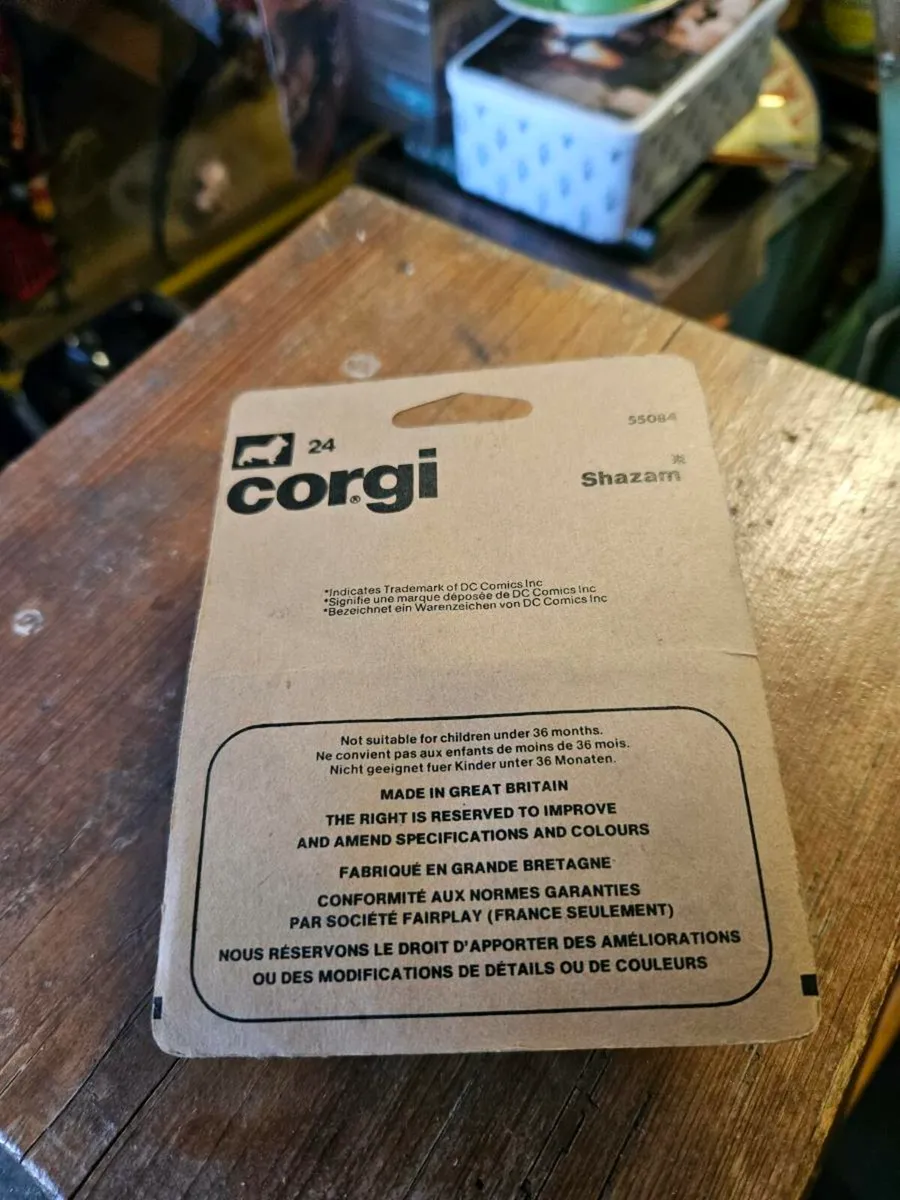 24
corgi®
55084
Shazam*
*Indicates Trademark of DC Comics Inc
*Signifie une marque déposée de DC Comics Inc
*Bezeichnet ein Warenzeichen von DC Comics Inc
Not suitable for children under 36 months.
Ne convient pas aux enfants de moins de 36 mois.
Nicht geeignet fuer Kinder unter 36 Monaten.
MADE IN GREAT BRITAIN
THE RIGHT IS RESERVED TO IMPROVE
AND AMEND SPECIFICATIONS AND COLOURS
FABRIQUÉ EN GRANDE BRETAGNE
CONFORMITÉ AUX NORMES GARANTIES
PAR SOCIÉTÉ FAIRPLAY (FRANCE SEULEMENT)
NOUS RÉSERVONS LE DROIT D'APPORTER DES AMÉLIORATIONS
OU DES MODIFICATIONS DE DÉTAILS OU DE COULEURS